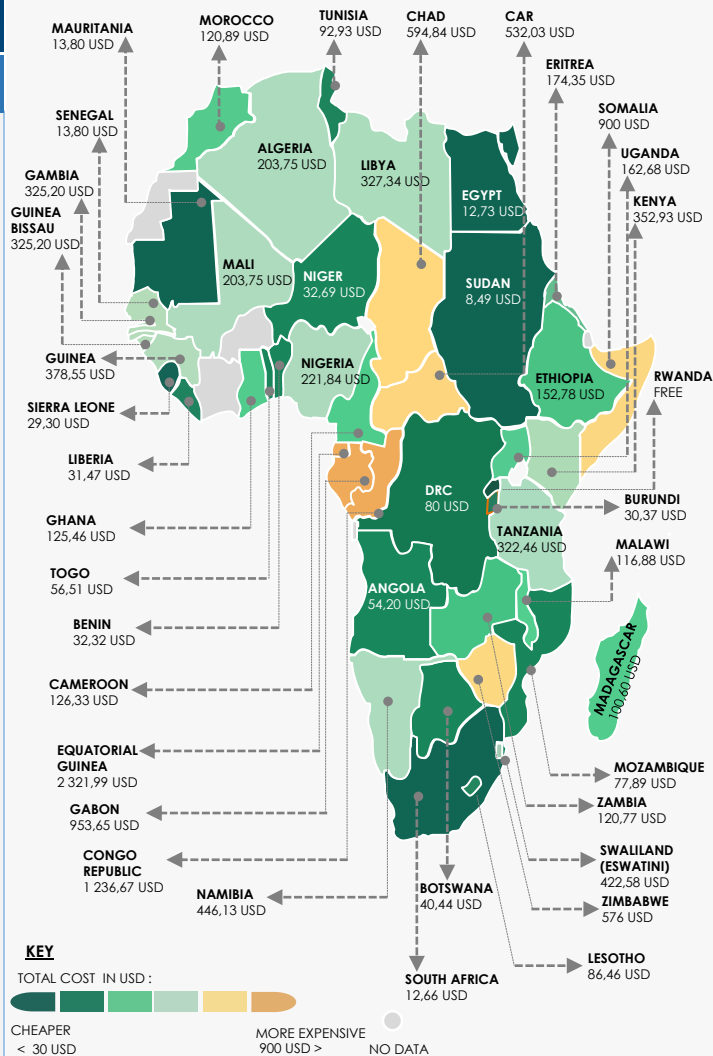 MAURITANIA
13,80 USD
MOROCCO
120,89 USD
TUNISIA
92,93 USD
CHAD
594,84 USD
CAR
532,03 USD
ERITREA
174,35 USD
SENEGAL
13,80 USD
SOMALIA
900 USD
UGANDA
162,68 USD
GAMBIA
325,20 USD
KENYA
352,93 USD
GUINEA
BISSAU
325,20 USD
ALGERIA
203,75 USD
LIBYA
327,34 USD
EGYPT
12,73 USD
MALI
203,75 USD
NIGER
32,69 USD
SUDAN
8,49 USD
GUINEA
378,55 USD
NIGERIA
221,84 USD
ETHIOPIA
152,78 USD
RWANDA
FREE
SIERRA LEONE
29,30 USD
LIBERIA
31,47 USD
DRC
80 USD
BURUNDI
30,37 USD
GHANA
125,46 USD
TANZANIA
322,46 USD
MALAWI
116,88 USD
TOGO
56,51 USD
ANGOLA
54,20 USD
BENIN
32,32 USD
MADAGASCAR
100,60 USD
CAMEROON
126,33 USD
EQUATORIAL
GUINEA
2 321,99 USD
MOZAMBIQUE
77,89 USD
GABON
953,65 USD
ZAMBIA
120,77 USD
CONGO
REPUBLIC
1 236,67 USD
SWALILAND
(ESWATINI)
422,58 USD
NAMIBIA
446,13 USD
BOTSWANA
40,44 USD
ZIMBABWE
576 USD
LESOTHO
86,46 USD
SOUTH AFRICA
12,66 USD
KEY
TOTAL COST IN USD :
CHEAPER
< 30 USD
MORE EXPENSIVE
900 USD >
NO DATA